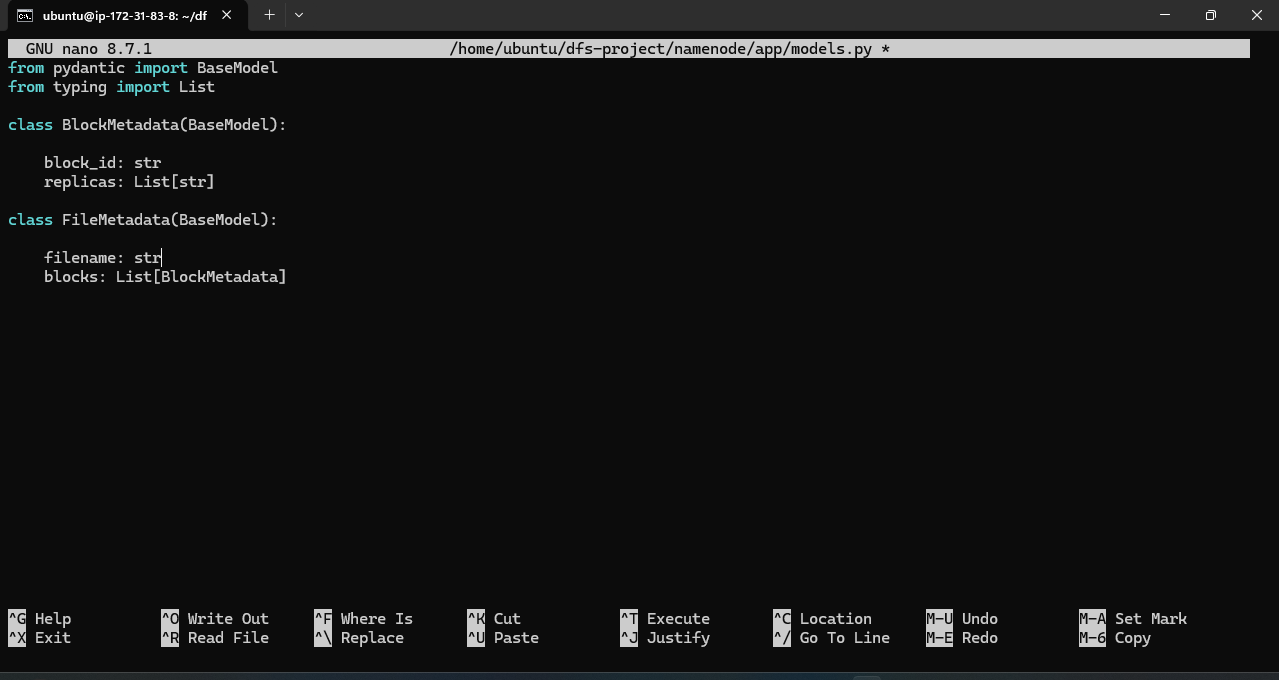 ubuntu@ip-172-31-83-8: ~/df
GNU nano 8.7.1 /home/ubuntu/dfs-project/namenode/app/models.py *
from pydantic import BaseModel
from typing import List
class BlockMetadata(BaseModel):
    block_id: str
    replicas: List[str]
class FileMetadata(BaseModel):
    filename: str
    blocks: List[BlockMetadata]
^G Help ^O Write Out ^F Where Is ^K Cut ^T Execute ^C Location M-U Undo M-A Set Mark
^X Exit ^R Read File ^\ Replace ^U Paste ^J Justify ^/ Go To Line M-E Redo M-6 Copy